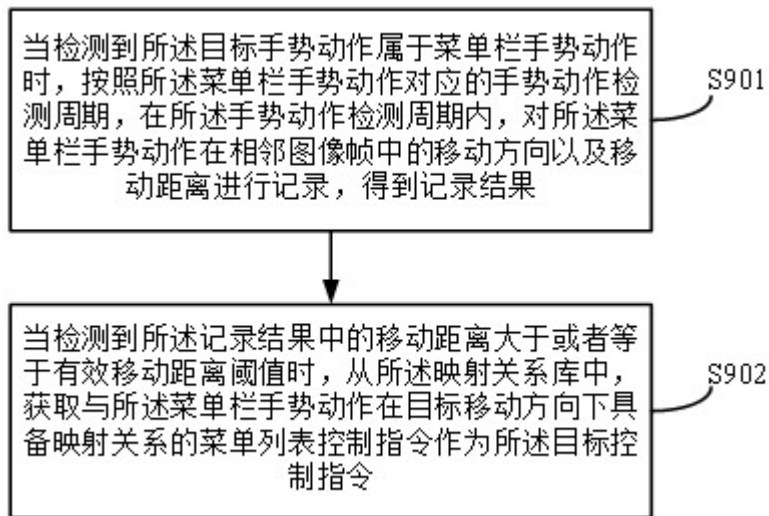 当检测到所述目标手势动作属于菜单栏手势动作
时，按照所述菜单栏手势动作对应的手势动作检
测周期，在所述手势动作检测周期内，对所述菜
单栏手势动作在相邻图像帧中的移动方向以及移
动距离进行记录，得到记录结果
S901
当检测到所述记录结果中的移动距离大于或者等
于有效移动距离阈值时，从所述映射关系库中，
获取与所述菜单栏手势动作在目标移动方向下具
备映射关系的菜单列表控制指令作为所述目标控
制指令
S902